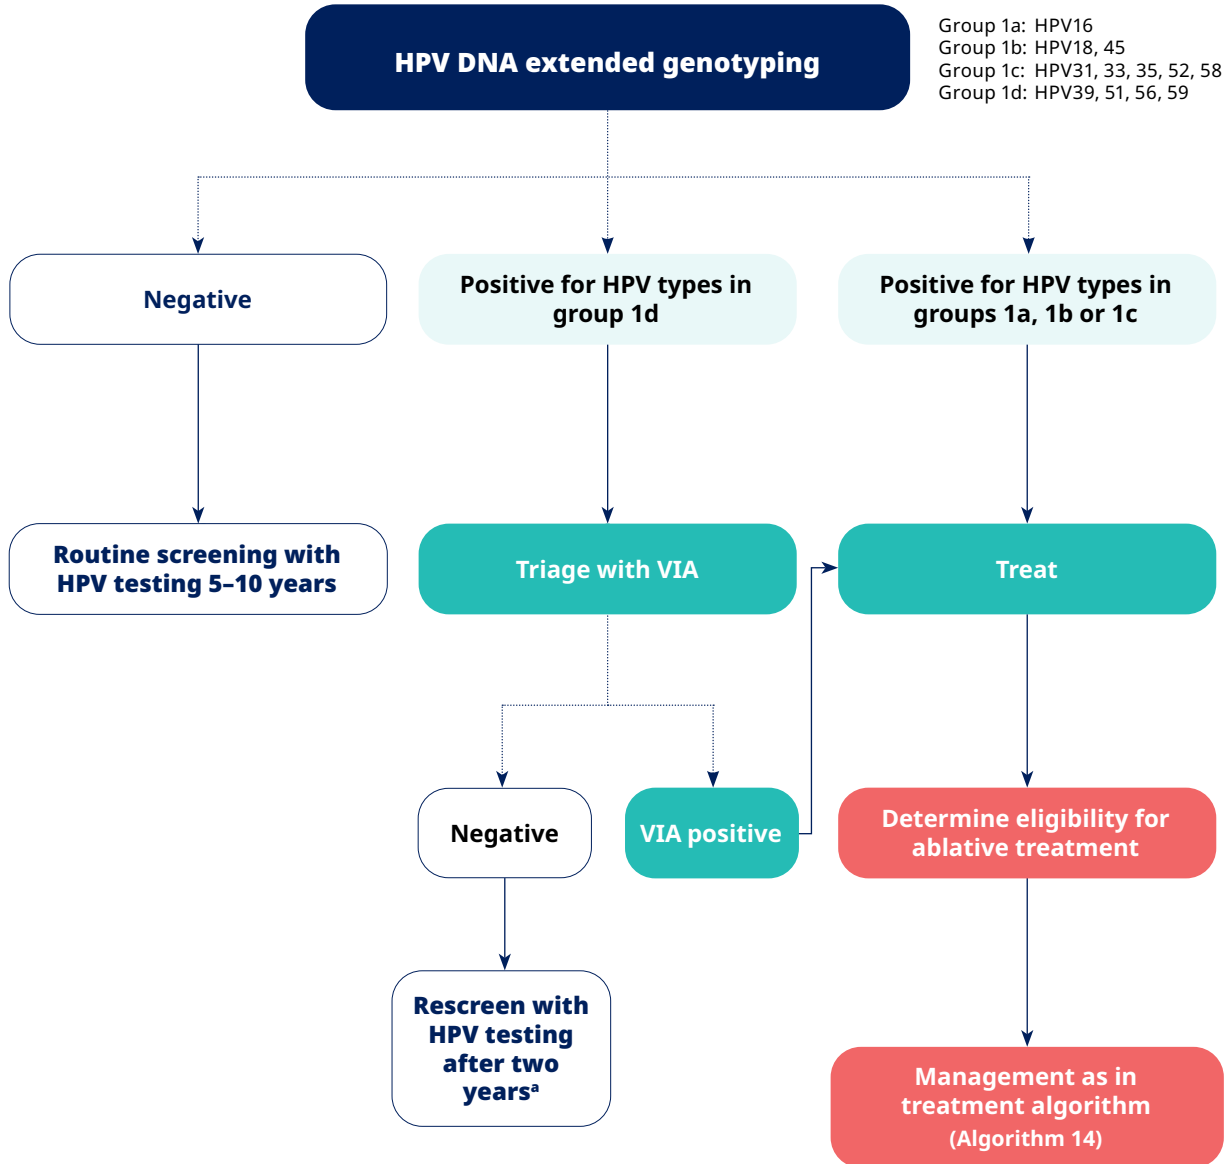 HPV DNA extended genotyping
Group 1a: HPV16
Group 1b: HPV18, 45
Group 1c: HPV31, 33, 35, 52, 58
Group 1d: HPV39, 51, 56, 59
Negative
Positive for HPV types in
group 1d
Positive for HPV types in
groups 1a, 1b or 1c
Routine screening with
HPV testing 5–10 years
Triage with VIA
Treat
Negative
VIA positive
Determine eligibility for
ablative treatment
Rescreen with
HPV testing
after two
yearsᵃ
Management as in
treatment algorithm
(Algorithm 14)